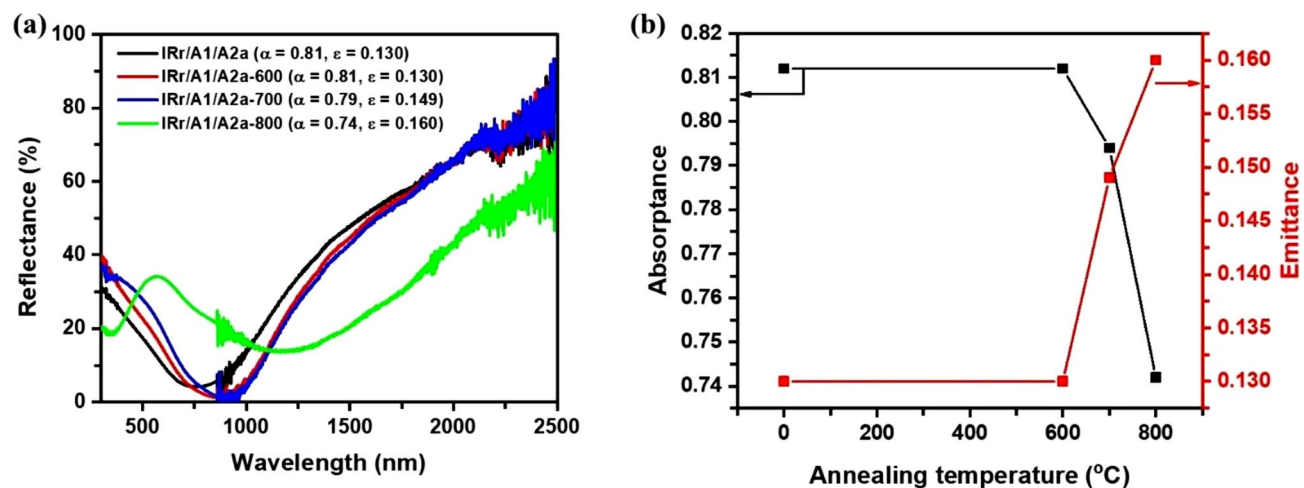 (a)
100
80
60
40
20
0
Reflectance (%)
IRr/A1/A2a (α = 0.81, ε = 0.130)
IRr/A1/A2a-600 (α = 0.81, ε = 0.130)
IRr/A1/A2a-700 (α = 0.79, ε = 0.149)
IRr/A1/A2a-800 (α = 0.74, ε = 0.160)
500 1000 1500 2000 2500
Wavelength (nm)
(b)
0.82
0.81
0.80
0.79
0.78
0.77
0.76
0.75
0.74
Absorptance
0.160
0.155
0.150
0.145
0.140
0.135
0.130
Emittance
0 200 400 600 800
Annealing temperature (ºC)